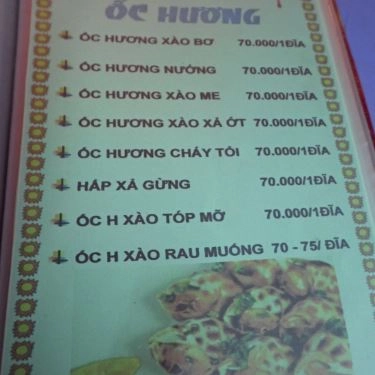 ỐC HƯƠNG
ỐC HƯƠNG XÀO BƠ 70.000/1ĐĨA
ỐC HƯƠNG NƯỚNG 70.000/1ĐĨA
ỐC HƯƠNG XÀO ME 70.000/1ĐĨA
ỐC HƯƠNG XÀO XẢ ỚT 70.000/1ĐĨA
ỐC HƯƠNG CHÁY TỎI 70.000/1ĐĨA
HẤP XẢ GỪNG 70.000/1ĐĨA
ỐC H XÀO TÓP MỠ 70.000/1ĐĨA
ỐC H XÀO RAU MUỐNG 70 - 75/ ĐĨA